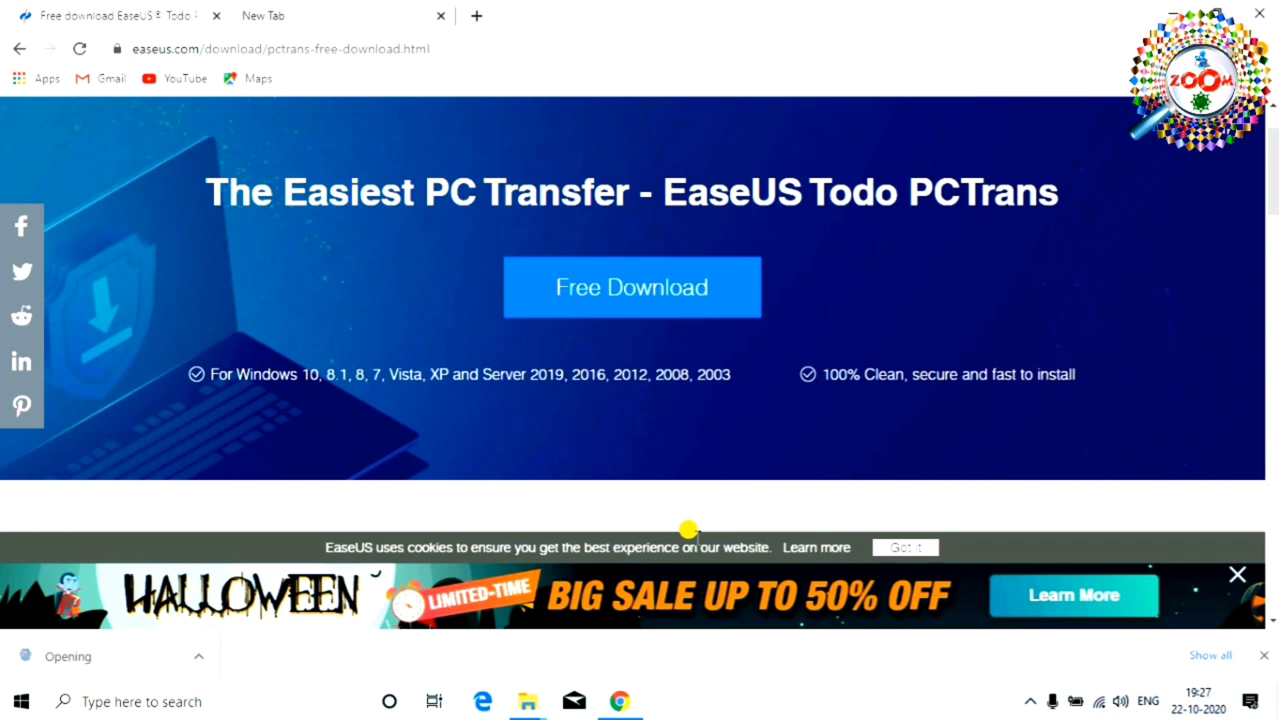 Free download EaseUS® Todo P
New Tab
easeus.com/download/pctrans-free-download.html
Apps
Gmail
YouTube
Maps
ZOOM
The Easiest PC Transfer - EaseUS Todo PCTrans
Free Download
For Windows 10, 8.1, 8, 7, Vista, XP and Server 2019, 2016, 2012, 2008, 2003
100% Clean, secure and fast to install
EaseUS uses cookies to ensure you get the best experience on our website. Learn more
Got it
HALLOWEEN
LIMITED-TIME
BIG SALE UP TO 50% OFF
Learn More
Opening
Show all
Type here to search
ENG
19:27
22-10-2020